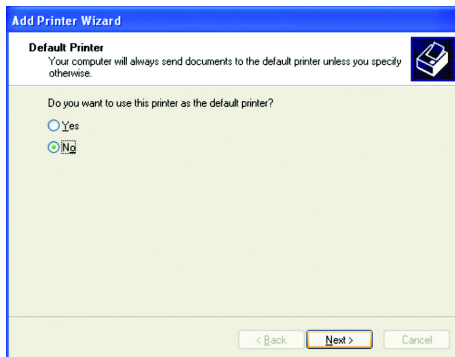 Add Printer Wizard
Default Printer
Your computer will always send documents to the default printer unless you specify
otherwise.
Do you want to use this printer as the default printer?
Yes
No
< Back
Next >
Cancel